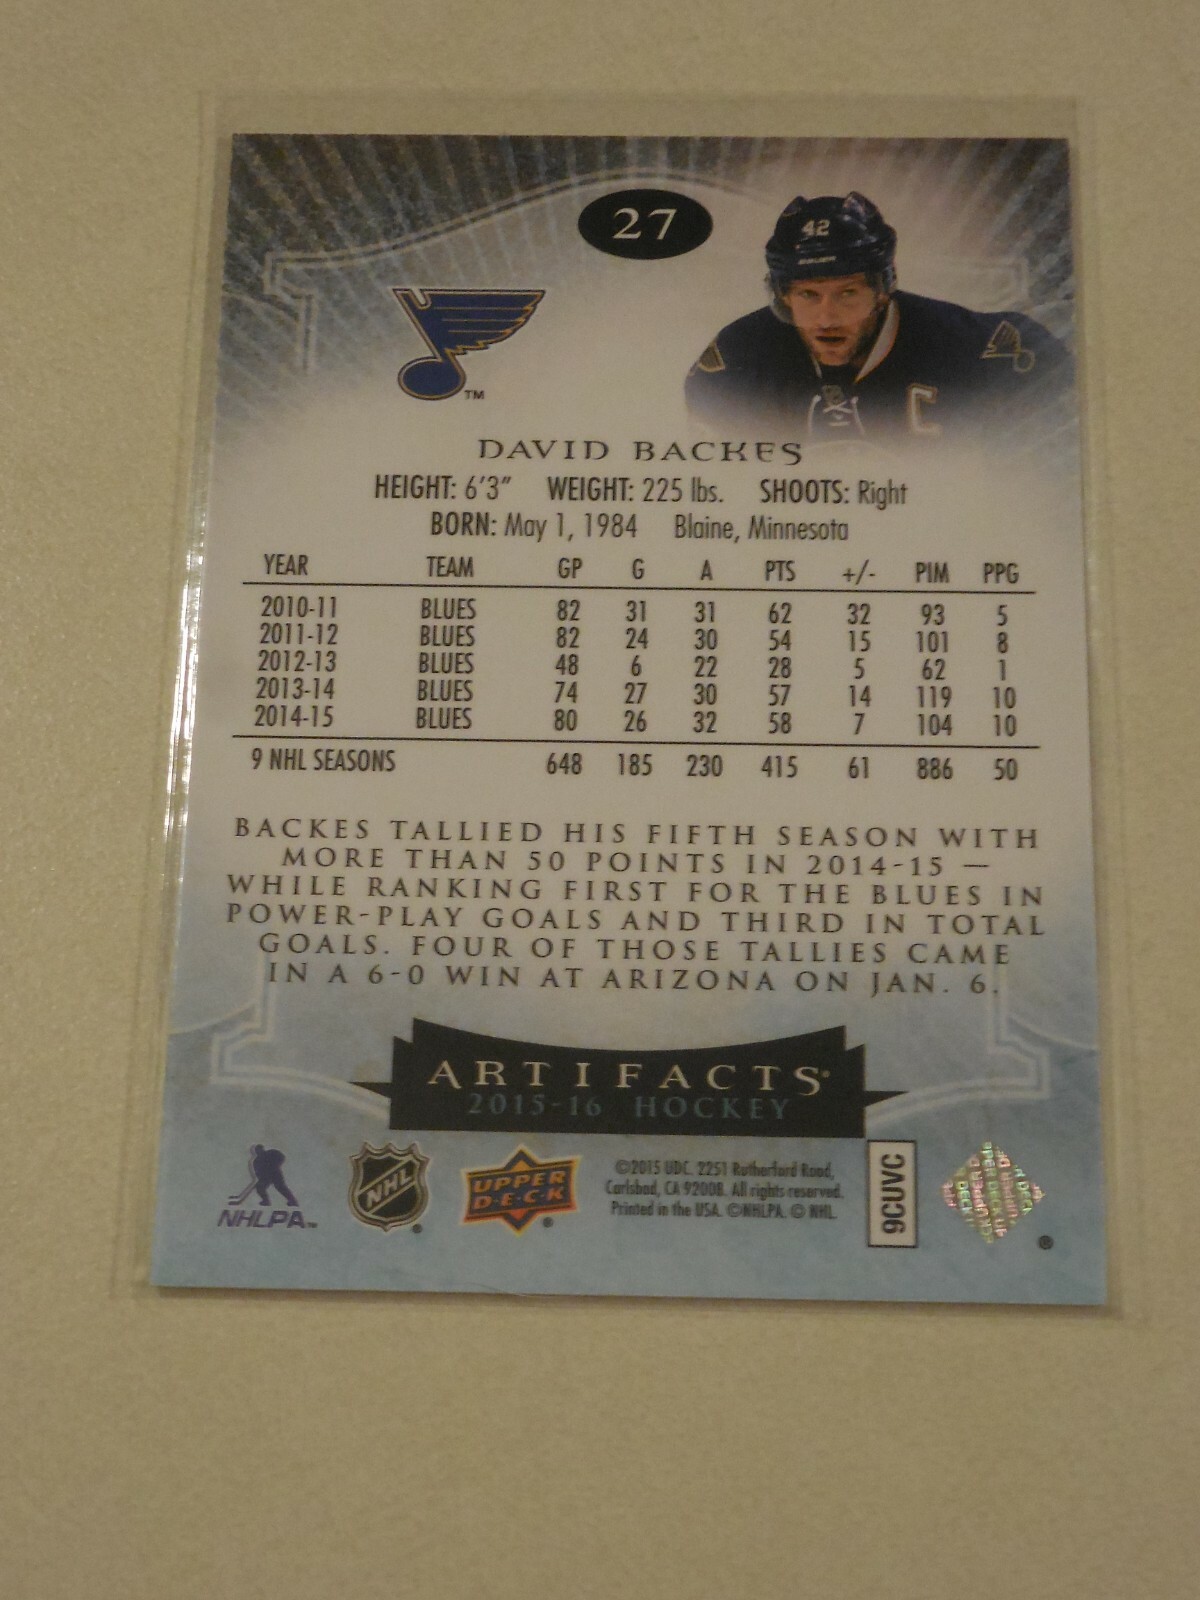 27
42
BAUER
C
TM
DAVID BACKES
HEIGHT: 6'3" WEIGHT: 225 lbs. SHOOTS: Right
BORN: May 1, 1984 Blaine, Minnesota
YEAR TEAM GP G A PTS +/- PIM PPG
2010-11 BLUES 82 31 31 62 32 93 5
2011-12 BLUES 82 24 30 54 15 101 8
2012-13 BLUES 48 6 22 28 5 62 1
2013-14 BLUES 74 27 30 57 14 119 10
2014-15 BLUES 80 26 32 58 7 104 10
9 NHL SEASONS 648 185 230 415 61 886 50
BACKES TALLIED HIS FIFTH SEASON WITH
MORE THAN 50 POINTS IN 2014-15 —
WHILE RANKING FIRST FOR THE BLUES IN
POWER-PLAY GOALS AND THIRD IN TOTAL
GOALS. FOUR OF THOSE TALLIES CAME
IN A 6-0 WIN AT ARIZONA ON JAN. 6.
ARTIFACTS®
2015-16 HOCKEY
NHLPA™
NHL ®
UPPER
D·E·C·K ®
©2015 UDC. 2251 Rutherford Road,
Carlsbad, CA 92008. All rights reserved.
Printed in the USA. ©NHLPA. © NHL.
9CUVC
UPPER DECK
®